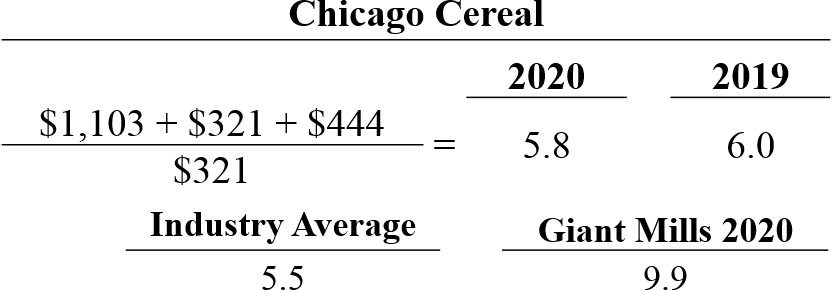 Chicago Cereal
2020 2019
$1,103 + $321 + $444
$321
= 5.8 6.0
Industry Average Giant Mills 2020
5.5 9.9